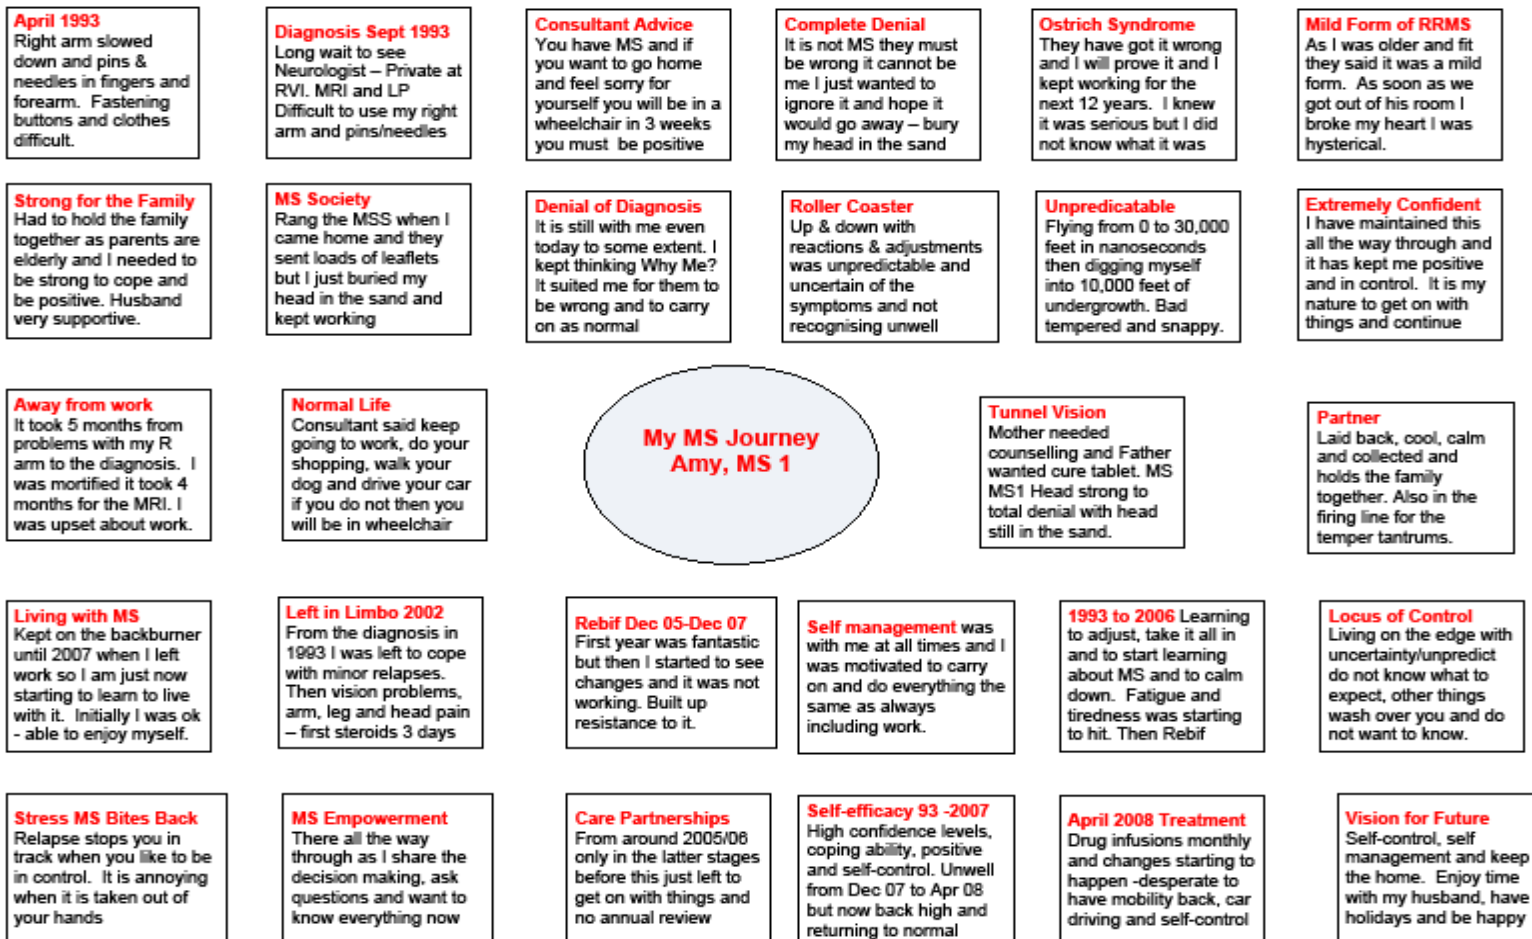 April 1993
Right arm slowed
down and pins &
needles in fingers and
forearm.  Fastening
buttons and clothes
difficult.
Diagnosis Sept 1993
Long wait to see
Neurologist – Private at
RVI. MRI and LP
Difficult to use my right
arm and pins/needles
Consultant Advice
You have MS and if
you want to go home
and feel sorry for
yourself you will be in a
wheelchair in 3 weeks
you must  be positive
Complete Denial
It is not MS they must
be wrong it cannot be
me I just wanted to
ignore it and hope it
would go away – bury
my head in the sand
Ostrich Syndrome
They have got it wrong
and I will prove it and I
kept working for the
next 12 years.  I knew
it was serious but I did
not know what it was
Mild Form of RRMS
As I was older and fit
they said it was a mild
form.  As soon as we
got out of his room I
broke my heart I was
hysterical.
Strong for the Family
Had to hold the family
together as parents are
elderly and I needed to
be strong to cope and
be positive. Husband
very supportive.
MS Society
Rang the MSS when I
came home and they
sent loads of leaflets
but I just buried my
head in the sand and
kept working
Denial of Diagnosis
It is still with me even
today to some extent. I
kept thinking Why Me?
It suited me for them to
be wrong and to carry
on as normal
Roller Coaster
Up & down with
reactions & adjustments
was unpredictable and
uncertain of the
symptoms and not
recognising unwell
Unpredicatable
Flying from 0 to 30,000
feet in nanoseconds
then digging myself
into 10,000 feet of
undergrowth. Bad
tempered and snappy.
Extremely Confident
I have maintained this
all the way through and
it has kept me positive
and in control.  It is my
nature to get on with
things and continue
Away from work
It took 5 months from
problems with my R
arm to the diagnosis.  I
was mortified it took 4
months for the MRI. I
was upset about work.
Normal Life
Consultant said keep
going to work, do your
shopping, walk your
dog and drive your car
if you do not then you
will be in wheelchair
My MS Journey
Amy, MS 1
Tunnel Vision
Mother needed
counselling and Father
wanted cure tablet. MS
MS1 Head strong to
total denial with head
still in the sand.
Partner
Laid back, cool, calm
and collected and
holds the family
together. Also in the
firing line for the
temper tantrums.
Living with MS
Kept on the backburner
until 2007 when I left
work so I am just now
starting to learn to live
with it.  Initially I was ok
- able to enjoy myself.
Left in Limbo 2002
From the diagnosis in
1993 I was left to cope
with minor relapses.
Then vision problems,
arm, leg and head pain
– first steroids 3 days
Rebif Dec 05-Dec 07
First year was fantastic
but then I started to see
changes and it was not
working. Built up
resistance to it.
Self management was
with me at all times and I
was motivated to carry
on and do everything the
same as always
including work.
1993 to 2006 Learning
to adjust, take it all in
and to start learning
about MS and to calm
down.  Fatigue and
tiredness was starting
to hit. Then Rebif
Locus of Control
Living on the edge with
uncertainty/unpredict
do not know what to
expect, other things
wash over you and do
not want to know.
Stress MS Bites Back
Relapse stops you in
track when you like to be
in control.  It is annoying
when it is taken out of
your hands
MS Empowerment
There all the way
through as I share the
decision making, ask
questions and want to
know everything now
Care Partnerships
From around 2005/06
only in the latter stages
before this just left to
get on with things and
no annual review
Self-efficacy 93 -2007
High confidence levels,
coping ability, positive
and self-control. Unwell
from Dec 07 to Apr 08
but now back high and
returning to normal
April 2008 Treatment
Drug infusions monthly
and changes starting to
happen -desperate to
have mobility back, car
driving and self-control
Vision for Future
Self-control, self
management and keep
the home.  Enjoy time
with my husband, have
holidays and be happy